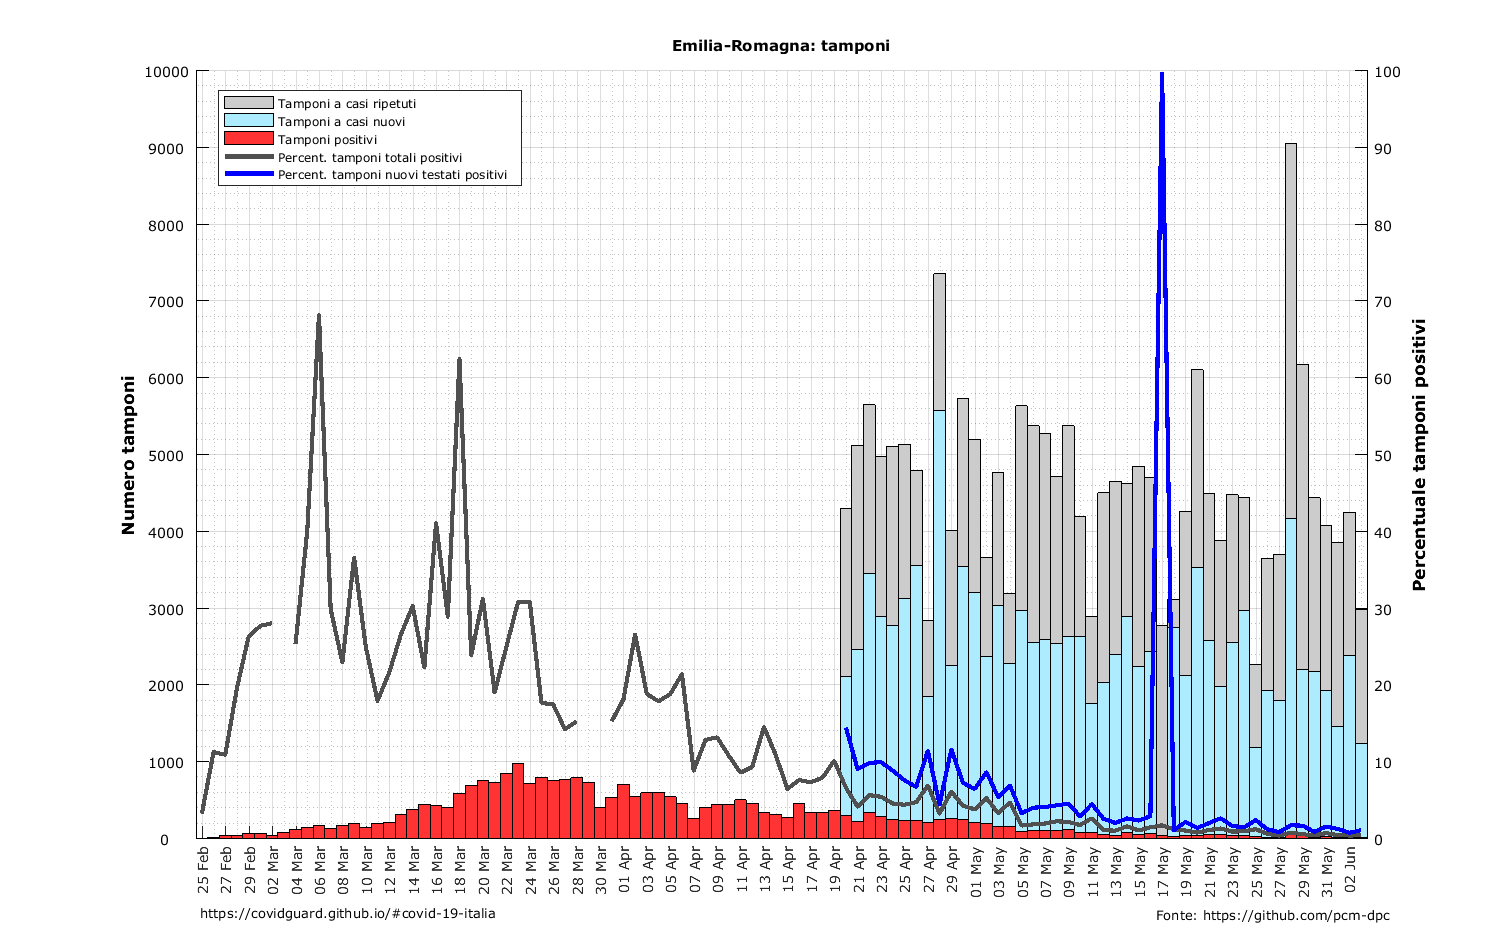 Emilia-Romagna: tamponi
Tamponi a casi ripetuti
Tamponi a casi nuovi
Tamponi positivi
Percent. tamponi totali positivi
Percent. tamponi nuovi testati positivi
Numero tamponi
10000
9000
8000
7000
6000
5000
4000
3000
2000
1000
0
Percentuale tamponi positivi
100
90
80
70
60
50
40
30
20
10
0
25 Feb
27 Feb
29 Feb
02 Mar
04 Mar
06 Mar
08 Mar
10 Mar
12 Mar
14 Mar
16 Mar
18 Mar
20 Mar
22 Mar
24 Mar
26 Mar
28 Mar
30 Mar
01 Apr
03 Apr
05 Apr
07 Apr
09 Apr
11 Apr
13 Apr
15 Apr
17 Apr
19 Apr
21 Apr
23 Apr
25 Apr
27 Apr
29 Apr
01 May
03 May
05 May
07 May
09 May
11 May
13 May
15 May
17 May
19 May
21 May
23 May
25 May
27 May
29 May
31 May
02 Jun
https://covidguard.github.io/#covid-19-italia
Fonte: https://github.com/pcm-dpc